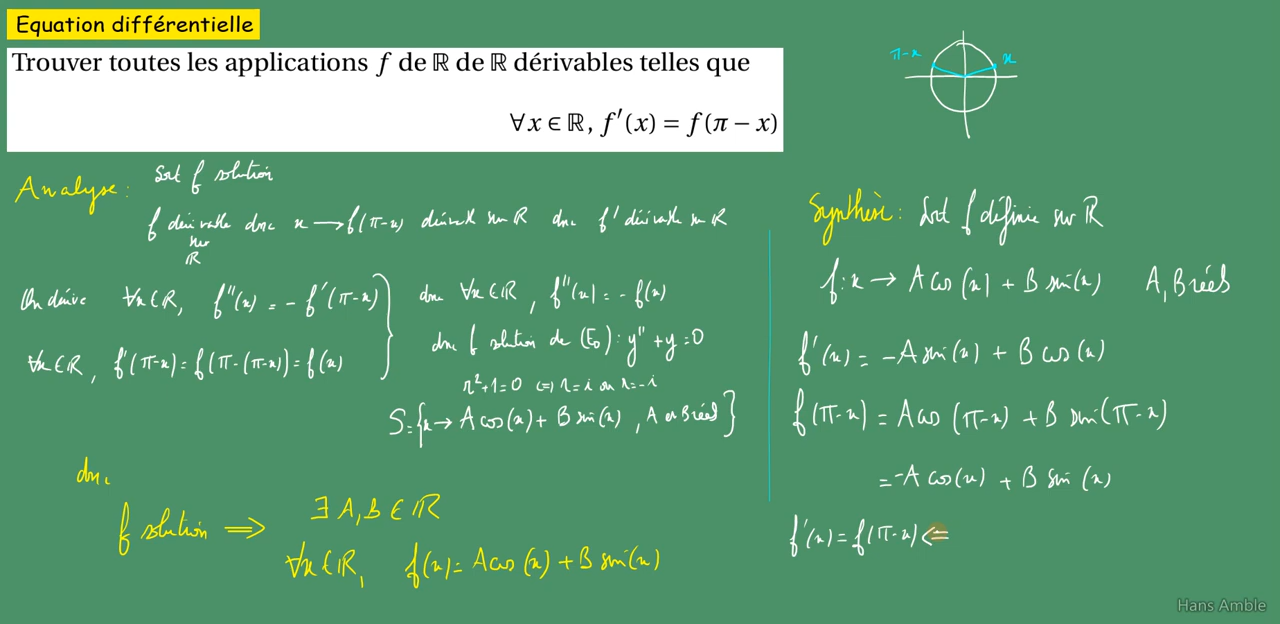 Equation différentielle
Trouver toutes les applications f de ℝ de ℝ dérivables telles que
∀x ∈ ℝ, f′(x) = f(π − x)
π-x
x
Analyse : Soit f solution
f dérivable sur ℝ donc x → f(π-x) dérivable sur ℝ donc f' dérivable sur ℝ
On dérive ∀x∈ℝ, f''(x) = - f'(π-x)
∀x∈ℝ, f'(π-x) = f(π-(π-x)) = f(x)
donc ∀x∈ℝ, f''(x) = - f(x)
donc f solution de (E₀) : y'' + y = 0
r²+1=0 ⟺ r=i ou r=-i
S={x → A cos(x) + B sin(x), A et B réels}
donc
f solution ⟹ ∃ A, B ∈ ℝ
∀x∈ℝ, f(x) = A cos(x) + B sin(x)
Synthèse : Soit f définie sur ℝ
f : x → A cos(x) + B sin(x) A, B réels
f'(x) = -A sin(x) + B cos(x)
f(π-x) = A cos(π-x) + B sin(π-x)
= -A cos(x) + B sin(x)
f'(x) = f(π-x) <=
Hans Amble